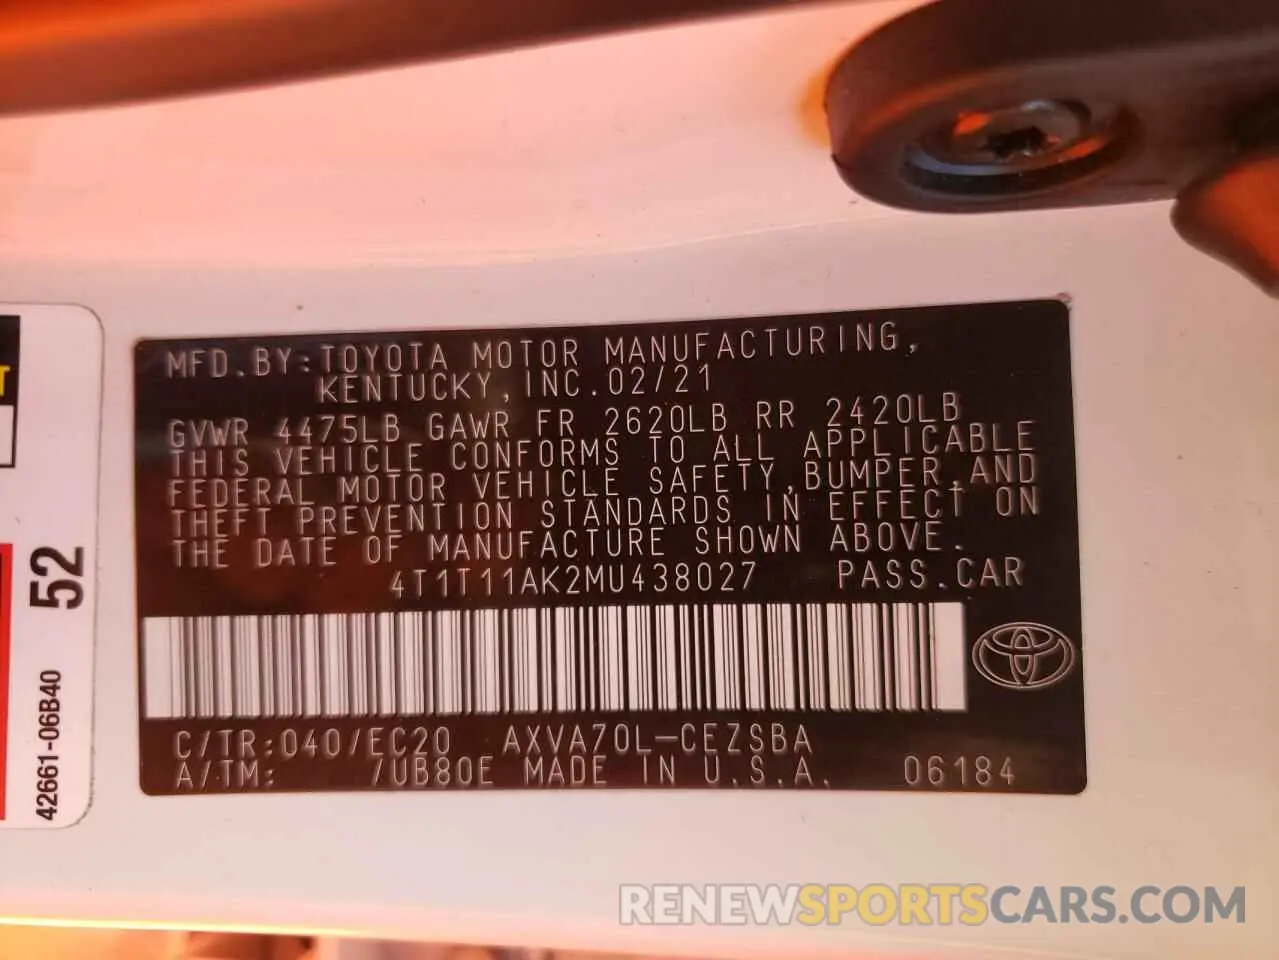 MFD.BY:TOYOTA MOTOR MANUFACTURING,
KENTUCKY,INC.02/21
GVWR 4475LB GAWR FR 2620LB RR 2420LB
THIS VEHICLE CONFORMS TO ALL APPLICABLE
FEDERAL MOTOR VEHICLE SAFETY,BUMPER,AND
THEFT PREVENTION STANDARDS IN EFFECT ON
THE DATE OF MANUFACTURE SHOWN ABOVE.
4T1T11AK2MU438027 PASS.CAR
C/TR:040/EC20 AXVA70L-CEZSBA
A/TM: /UB80E MADE IN U.S.A. 06184
52
42661-06B40
RENEWSPORTSCARS.COM